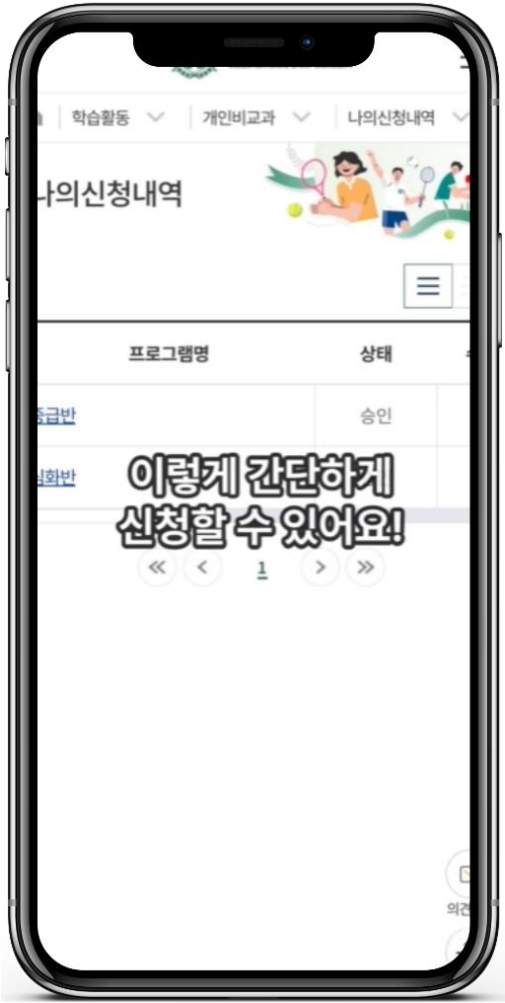 학습활동 개인비교과 나의신청내역
나의신청내역
프로그램명 상태
중급반 승인
심화반
이렇게 간단하게
신청할 수 있어요!
1
의견